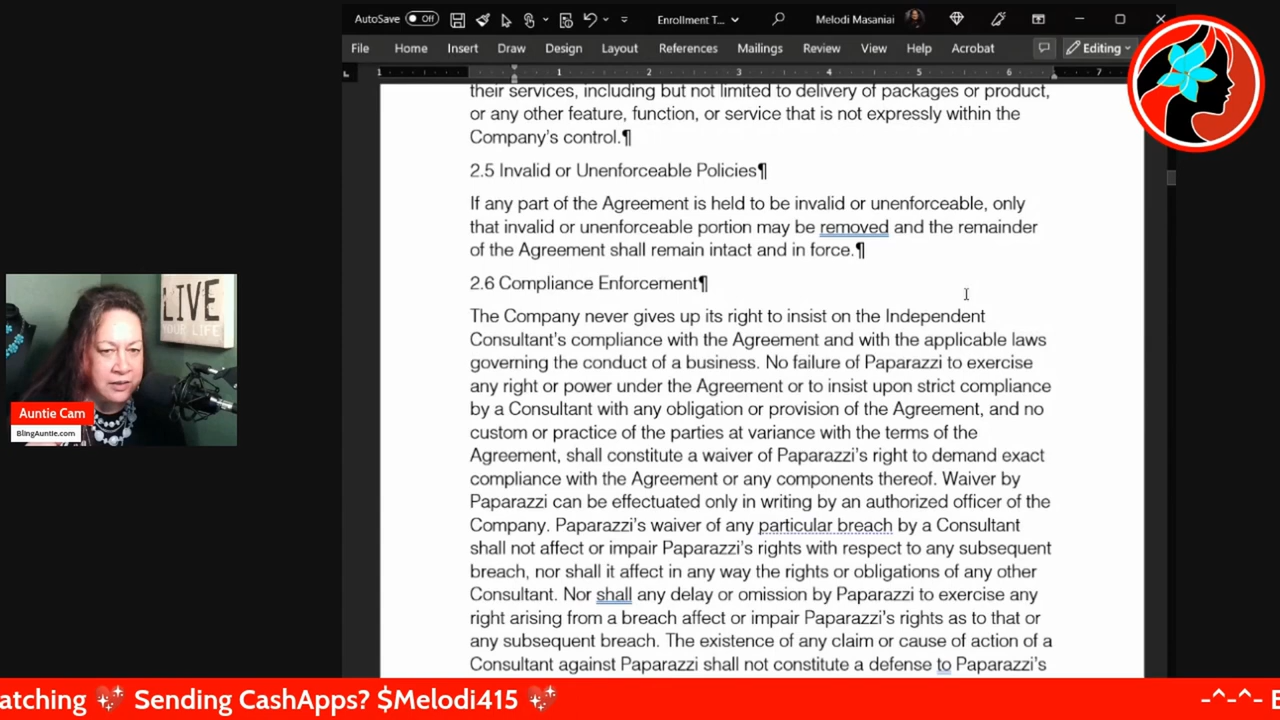 AutoSave Off Enrollment T... Melodi Masaniai
File Home Insert Draw Design Layout References Mailings Review View Help Acrobat Editing
1 1 2 3 4 5 6 7
their services, including but not limited to delivery of packages or product,
or any other feature, function, or service that is not expressly within the
Company's control.¶
2.5 Invalid or Unenforceable Policies¶
If any part of the Agreement is held to be invalid or unenforceable, only
that invalid or unenforceable portion may be removed and the remainder
of the Agreement shall remain intact and in force.¶
2.6 Compliance Enforcement¶
The Company never gives up its right to insist on the Independent
Consultant's compliance with the Agreement and with the applicable laws
governing the conduct of a business. No failure of Paparazzi to exercise
any right or power under the Agreement or to insist upon strict compliance
by a Consultant with any obligation or provision of the Agreement, and no
custom or practice of the parties at variance with the terms of the
Agreement, shall constitute a waiver of Paparazzi's right to demand exact
compliance with the Agreement or any components thereof. Waiver by
Paparazzi can be effectuated only in writing by an authorized officer of the
Company. Paparazzi's waiver of any particular breach by a Consultant
shall not affect or impair Paparazzi's rights with respect to any subsequent
breach, nor shall it affect in any way the rights or obligations of any other
Consultant. Nor shall any delay or omission by Paparazzi to exercise any
right arising from a breach affect or impair Paparazzi's rights as to that or
any subsequent breach. The existence of any claim or cause of action of a
Consultant against Paparazzi shall not constitute a defense to Paparazzi's
LIVE
YOUR LIFE
Auntie Cam
BlingAuntie.com
atching 💖 Sending CashApps? $Melodi415 💖 -^-^- B